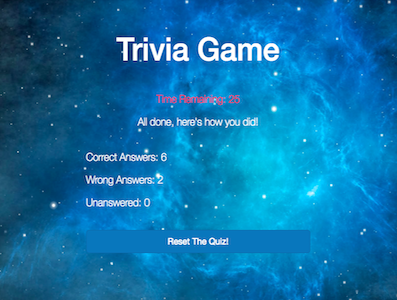 Trivia Game
Time Remaining: 25
All done, here's how you did!
Correct Answers: 6
Wrong Answers: 2
Unanswered: 0
Reset The Quiz!